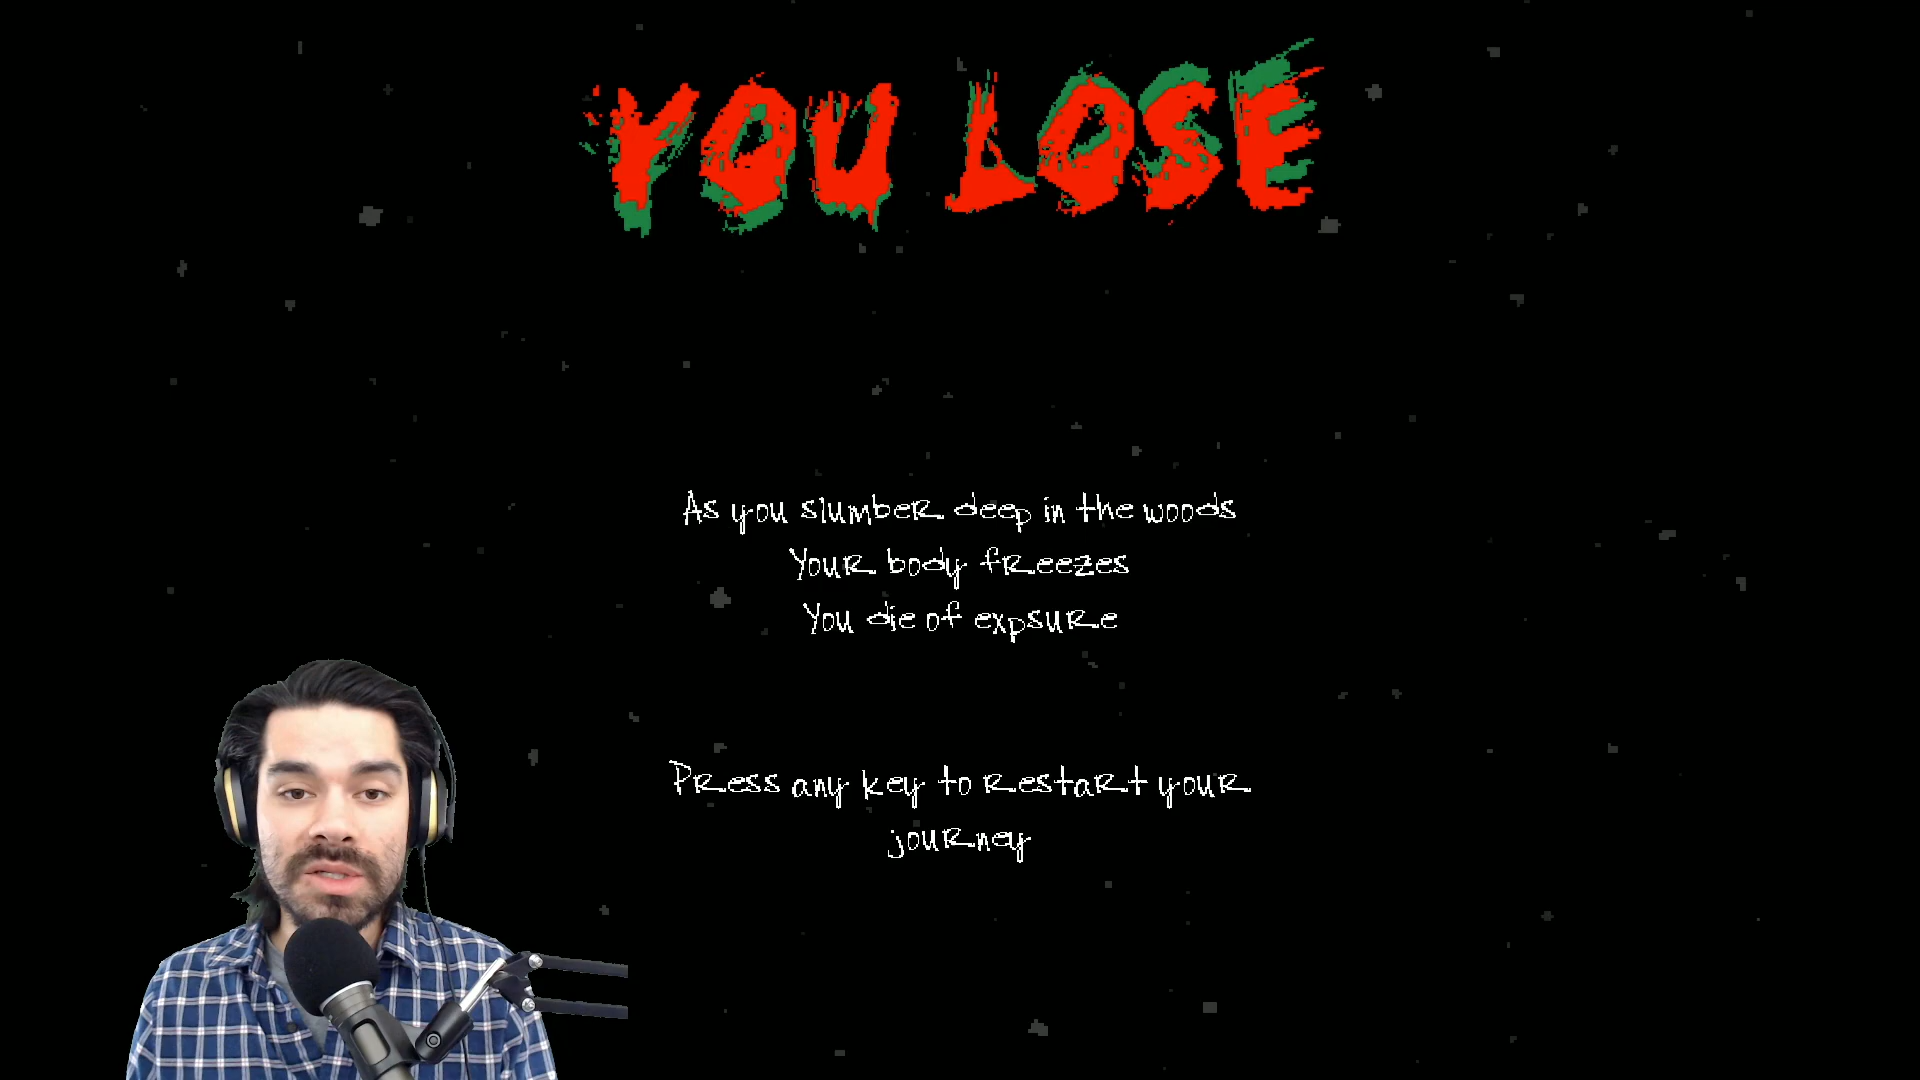 YOU LOSE
As you slumber deep in the woods
Your body freezes
You die of expsure
Press any key to restart your
journey